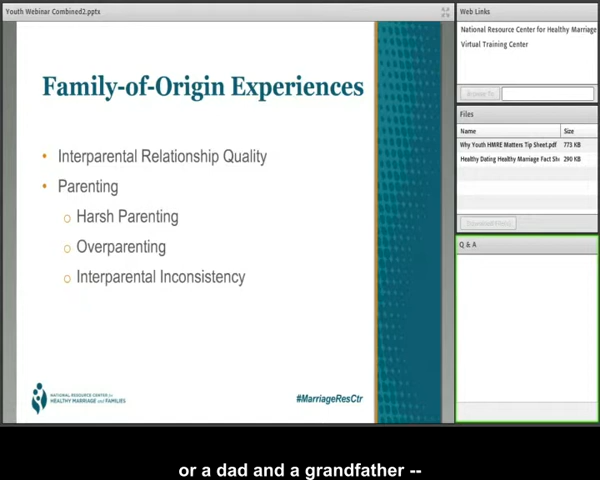 Youth Webinar Combined2.pptx
Family-of-Origin Experiences
• Interparental Relationship Quality
• Parenting
o Harsh Parenting
o Overparenting
o Interparental Inconsistency
NATIONAL RESOURCE CENTER for
HEALTHY MARRIAGE and FAMILIES
#MarriageResCtr
Web Links
National Resource Center for Healthy Marriage
Virtual Training Center
Browse To
Files
Name Size
Why Youth HMRE Matters Tip Sheet.pdf 773 KB
Healthy Dating Healthy Marriage Fact She 290 KB
Q & A
or a dad and a grandfather --